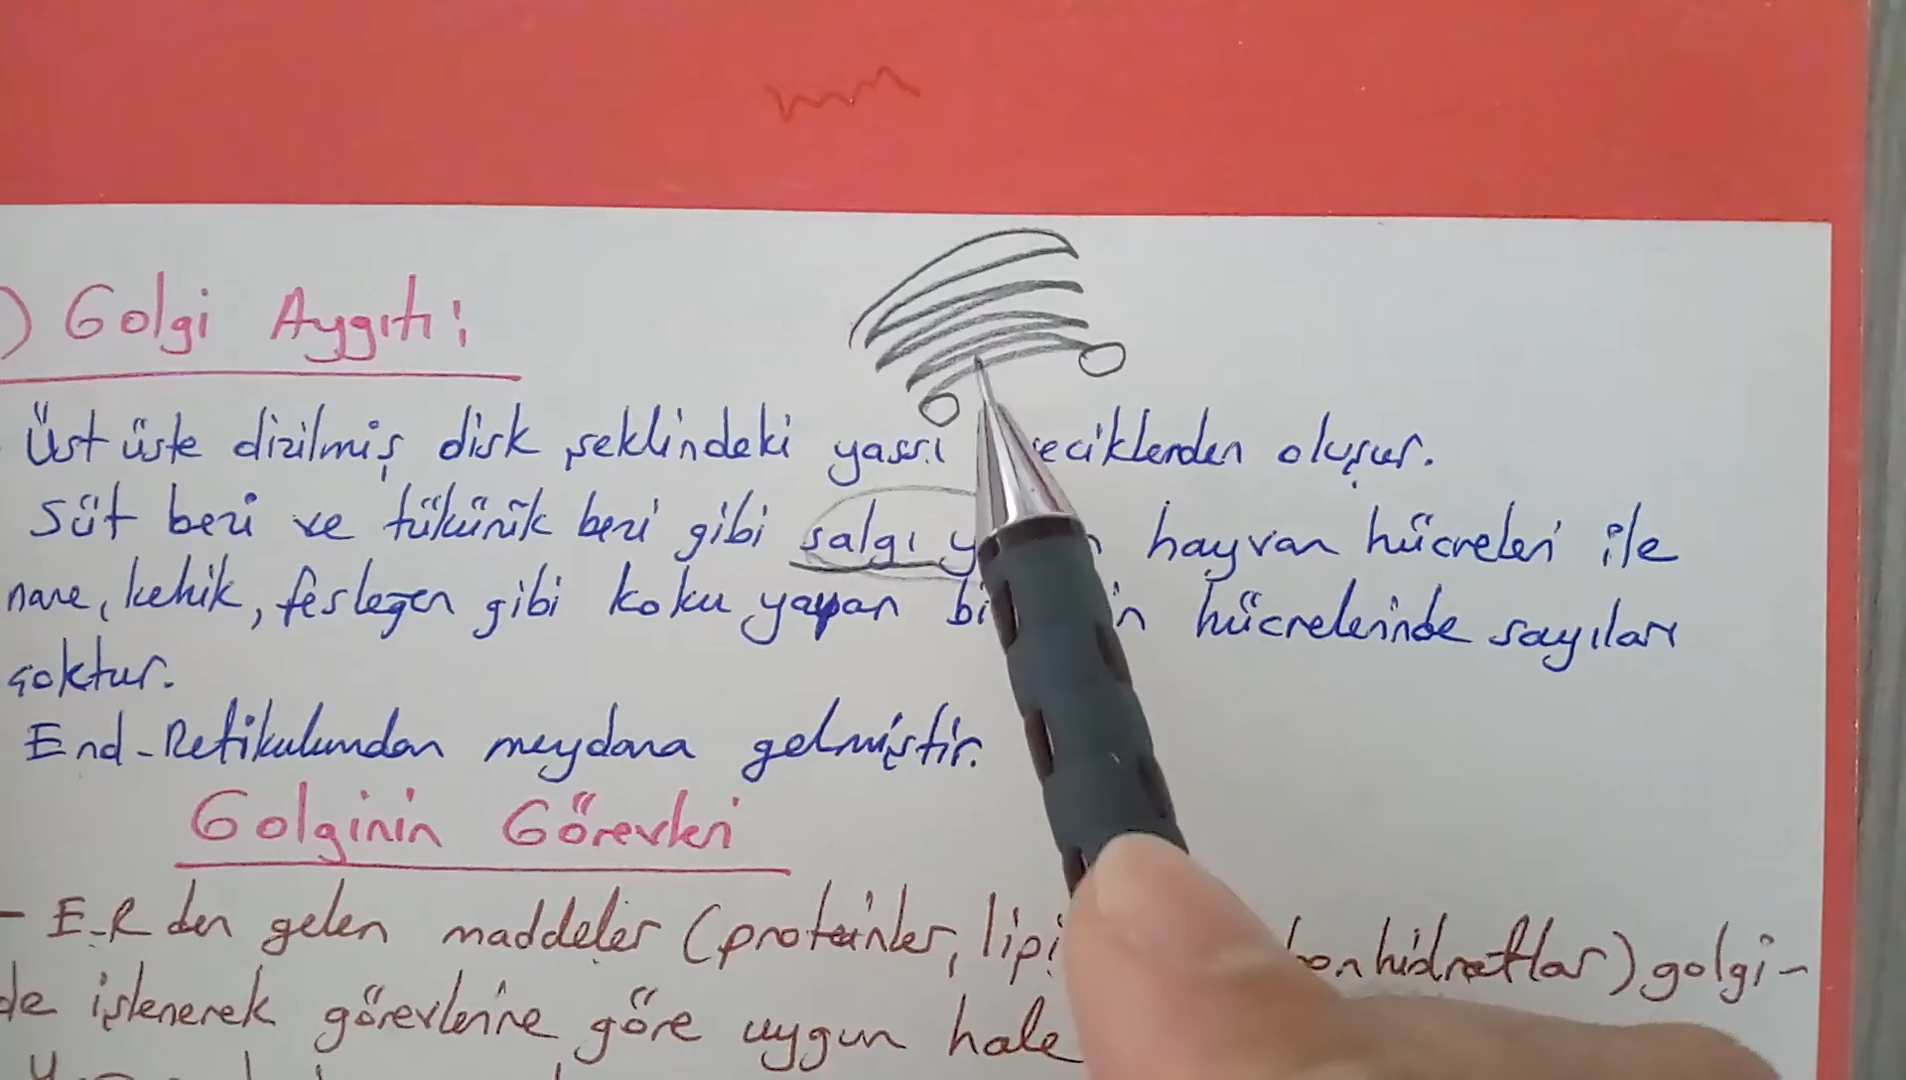 ) Golgi Aygıtı:
Üst üste dizilmiş disk şeklindeki yassı eciklerden oluşur.
Süt bezi ve tükürük bezi gibi salgı y n hayvan hücreleri ile
nane, kekik, fesleğen gibi koku yapan bi n hücrelerinde sayıları
çoktur.
End-Retikulumdan meydana gelmiştir.
Golginin Görevleri
- E.R den gelen maddeler (proteinler, lipi bonhidratlar) golgi-
de işlenerek görevlerine göre uygun hale